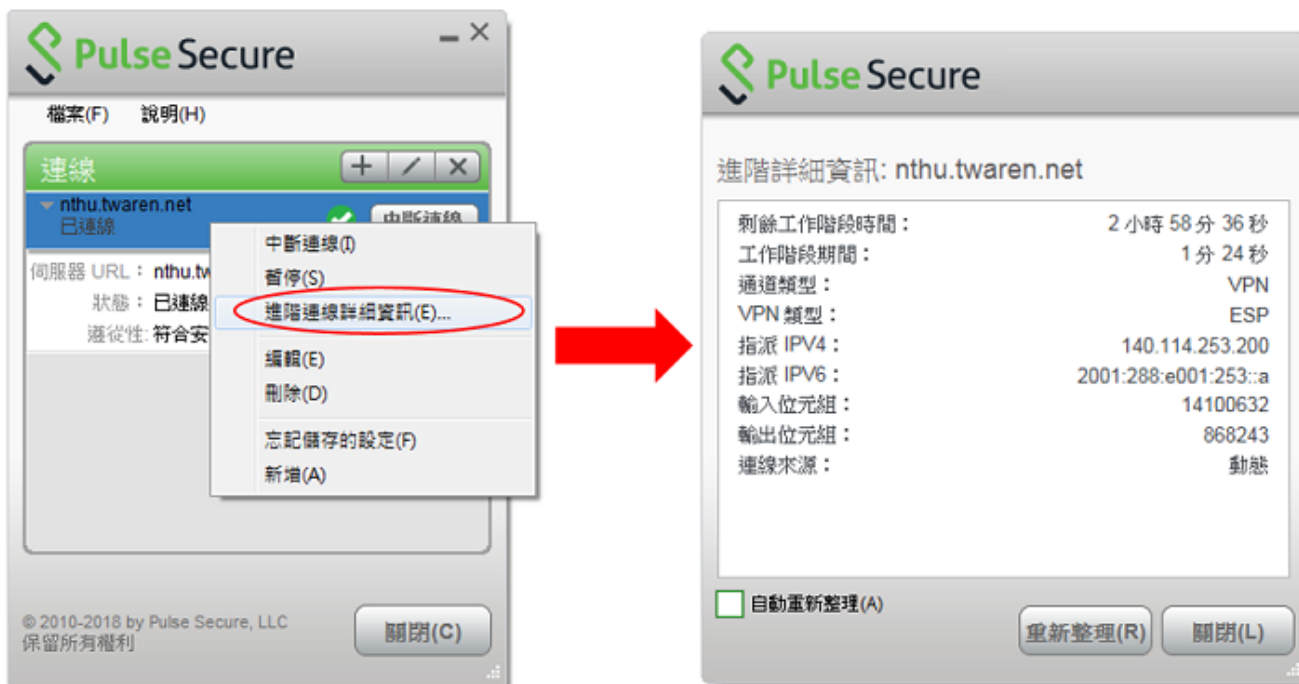 Pulse Secure
檔案(F) 說明(H)
連線
nthu.twaren.net
已連線
中斷連線
伺服器 URL： nthu.tw
狀態： 已連線
遵從性: 符合安
中斷連線(I)
暫停(S)
進階連線詳細資訊(E)...
編輯(E)
刪除(D)
忘記儲存的設定(F)
新增(A)
© 2010-2018 by Pulse Secure, LLC
保留所有權利
關閉(C)
Pulse Secure
進階詳細資訊: nthu.twaren.net
剩餘工作階段時間： 2 小時 58 分 36 秒
工作階段期間： 1 分 24 秒
通道類型： VPN
VPN 類型： ESP
指派 IPV4： 140.114.253.200
指派 IPV6： 2001:288:e001:253::a
輸入位元組： 14100632
輸出位元組： 868243
連線來源： 動態
自動重新整理(A)
重新整理(R) 關閉(L)